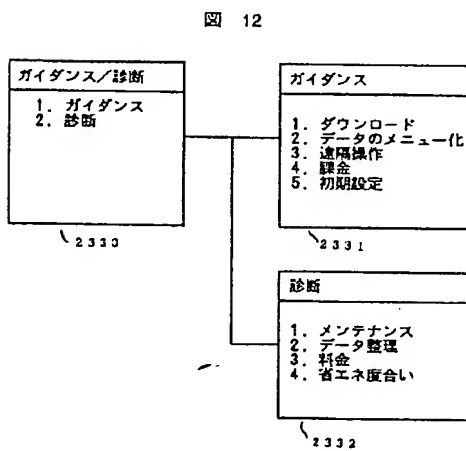 図 12
ガイダンス/診断
1. ガイダンス
2. 診断
2330
ガイダンス
1. ダウンロード
2. データのメニュー化
3. 遠隔操作
4. 課金
5. 初期設定
2331
診断
1. メンテナンス
2. データ整理
3. 料金
4. 省エネ度合い
2332